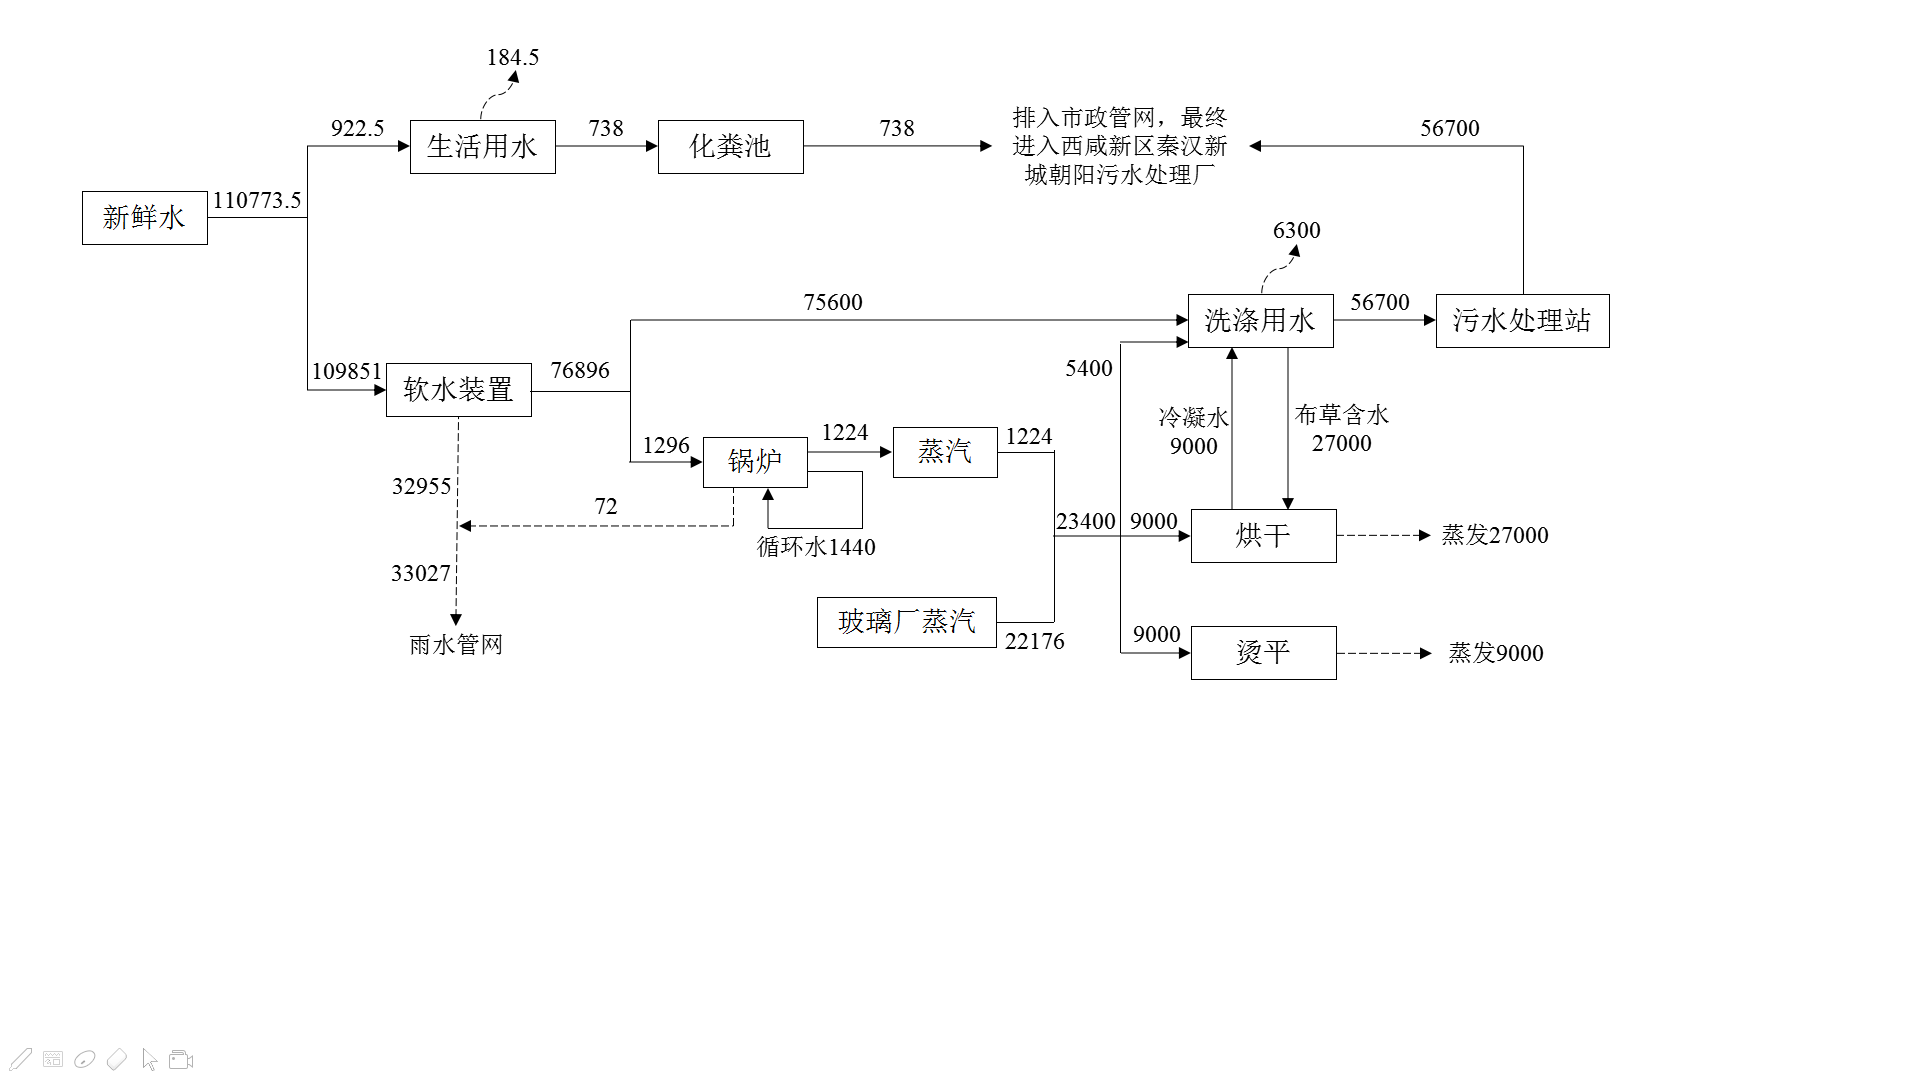 184.5
922.5
生活用水
738
化粪池
738
排入市政管网，最终
进入西咸新区秦汉新
城朝阳污水处理厂
56700
新鲜水
110773.5
6300
75600
洗涤用水
56700
污水处理站
109851
软水装置
76896
5400
冷凝水
9000
布草含水
27000
1296
锅炉
1224
蒸汽
1224
32955
72
循环水1440
23400
9000
烘干
蒸发27000
33027
雨水管网
玻璃厂蒸汽
22176
9000
烫平
蒸发9000